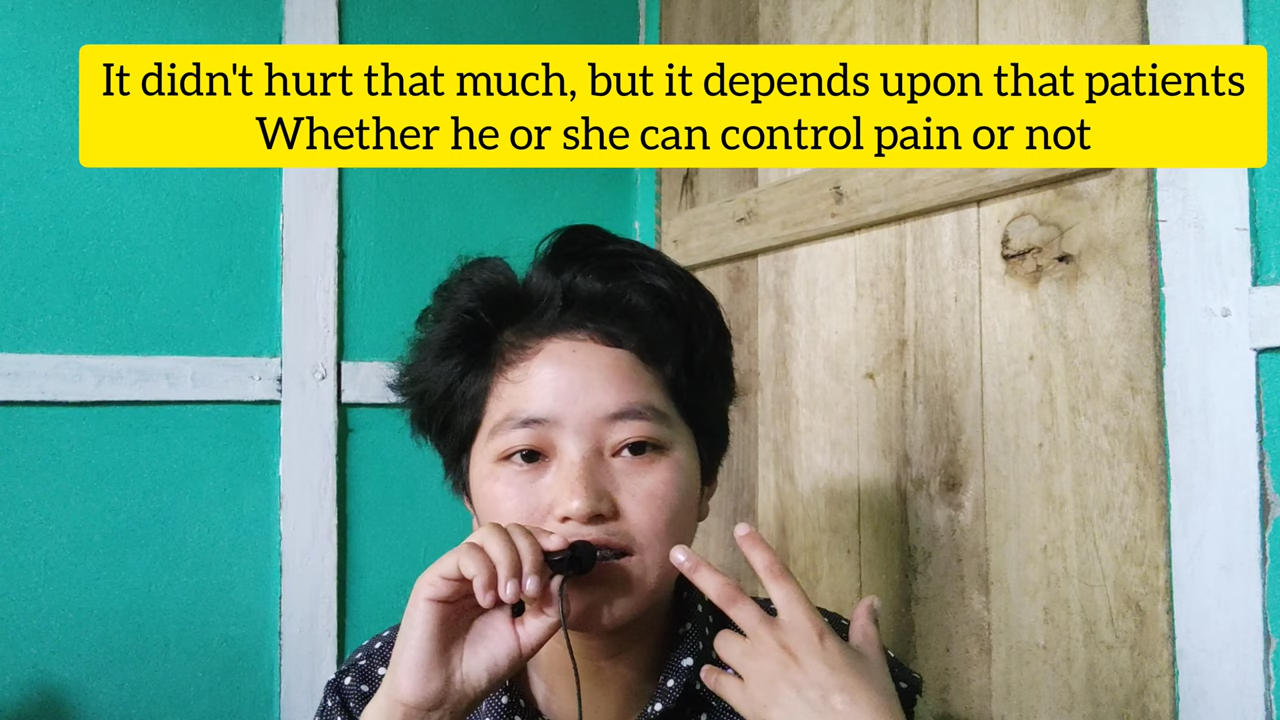 It didn't hurt that much, but it depends upon that patients
Whether he or she can control pain or not